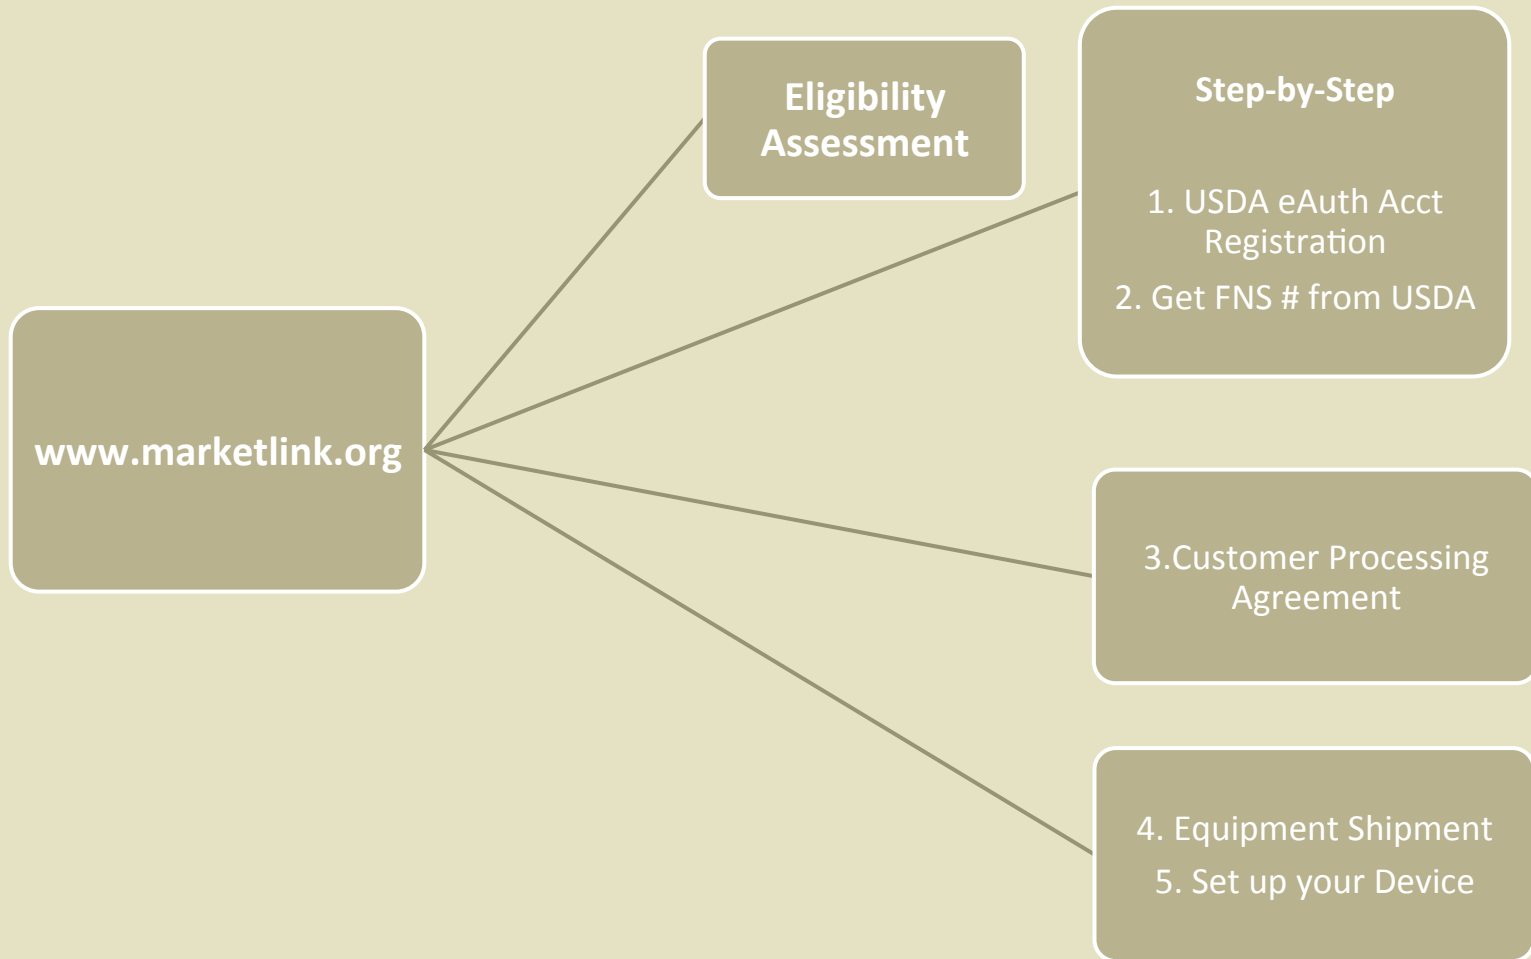 www.marketlink.org
Eligibility
Assessment
Step-by-Step
1. USDA eAuth Acct
Registration
2. Get FNS # from USDA
3.Customer Processing
Agreement
4. Equipment Shipment
5. Set up your Device